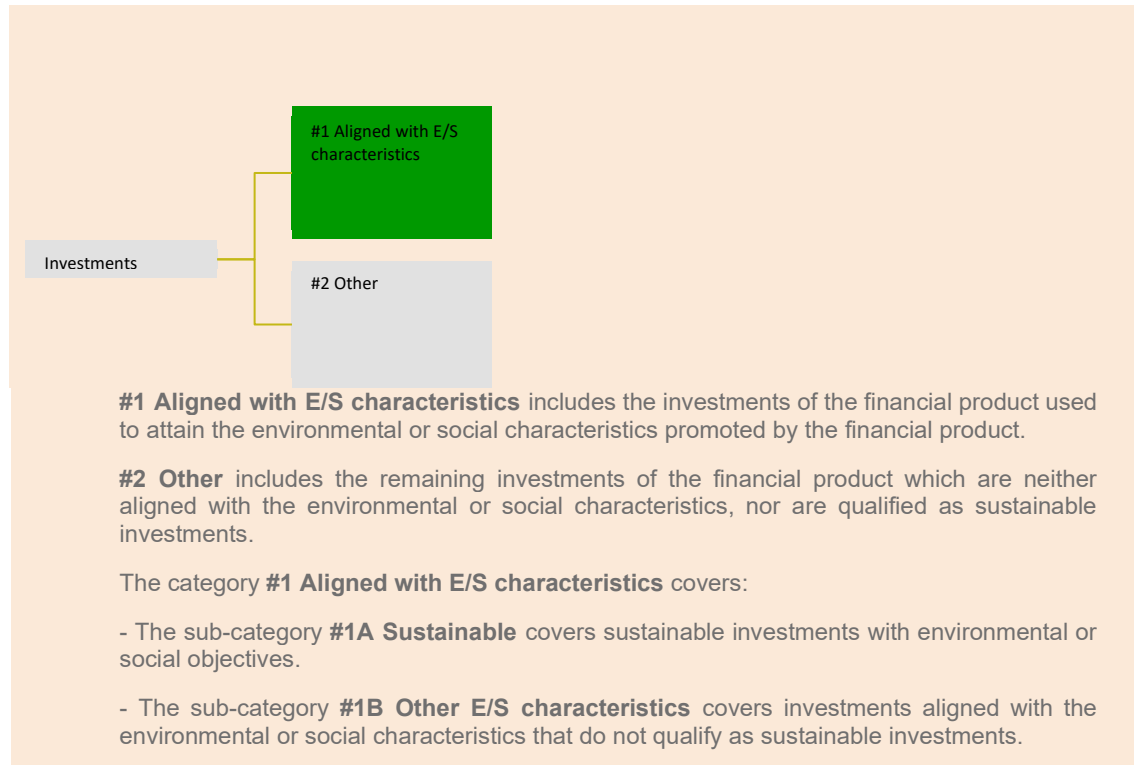 #1 Aligned with E/S
characteristics
Investments
#2 Other
#1 Aligned with E/S characteristics includes the investments of the financial product used
to attain the environmental or social characteristics promoted by the financial product.
#2 Other includes the remaining investments of the financial product which are neither
aligned with the environmental or social characteristics, nor are qualified as sustainable
investments.
The category #1 Aligned with E/S characteristics covers:
- The sub-category #1A Sustainable covers sustainable investments with environmental or
social objectives.
- The sub-category #1B Other E/S characteristics covers investments aligned with the
environmental or social characteristics that do not qualify as sustainable investments.